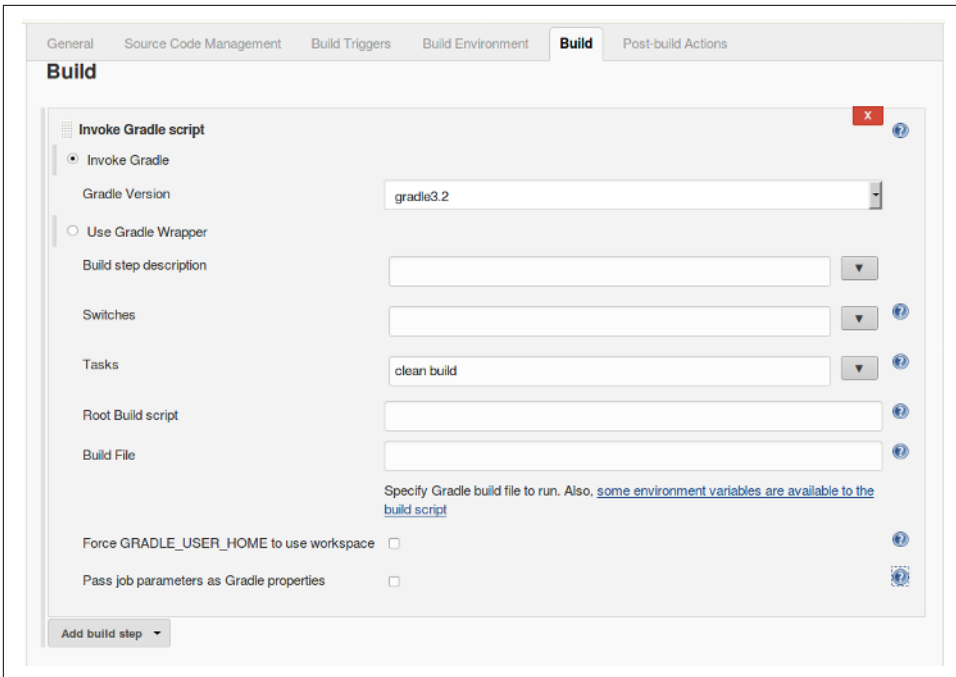 General Source Code Management Build Triggers Build Environment Build Post-build Actions
Build
X
Invoke Gradle script
Invoke Gradle
Gradle Version gradle3.2
Use Gradle Wrapper
Build step description
Switches
Tasks clean build
Root Build script
Build File
Specify Gradle build file to run. Also, some environment variables are available to the
build script
Force GRADLE_USER_HOME to use workspace
Pass job parameters as Gradle properties
Add build step